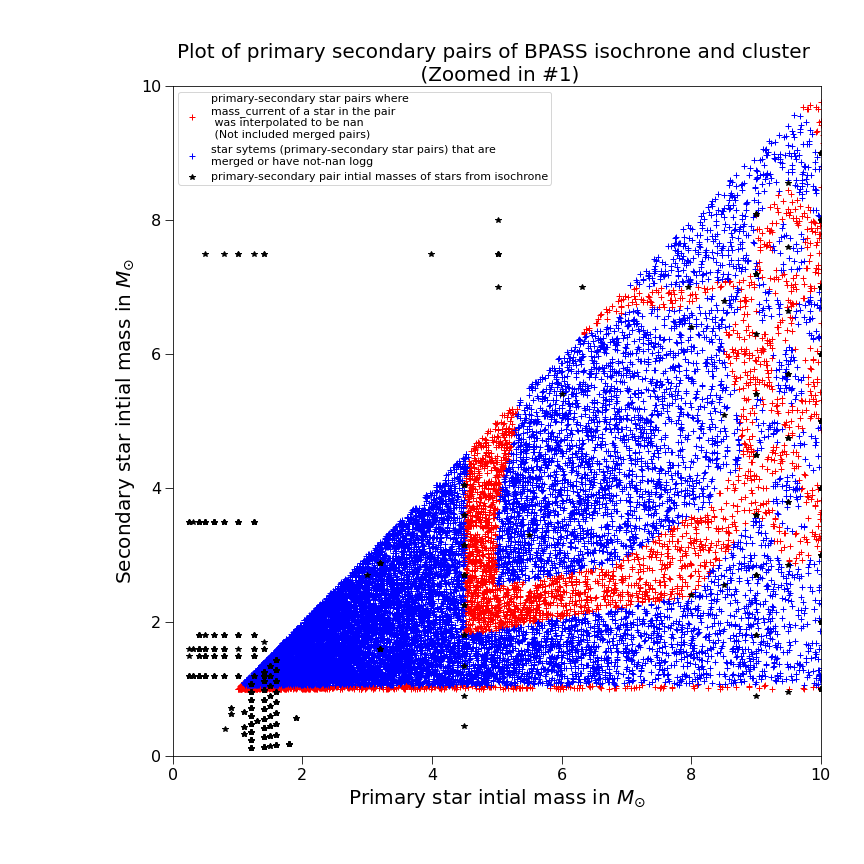 Plot of primary secondary pairs of BPASS isochrone and cluster
(Zoomed in #1)
primary-secondary star pairs where
mass_current of a star in the pair
was interpolated to be nan
(Not included merged pairs)
star sytems (primary-secondary star pairs) that are
merged or have not-nan logg
primary-secondary pair intial masses of stars from isochrone
Secondary star intial mass in M⊙
10
8
6
4
2
0
0 2 4 6 8 10
Primary star intial mass in M⊙